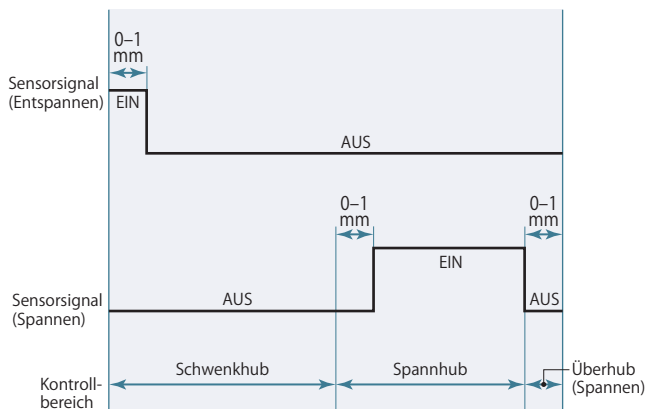 0–1
mm
Sensorsignal
(Entspannen)
EIN
AUS
0–1
mm
0–1
mm
EIN
Sensorsignal
(Spannen)
AUS
AUS
Kontroll-
bereich
Schwenkhub
Spannhub
Überhub
(Spannen)